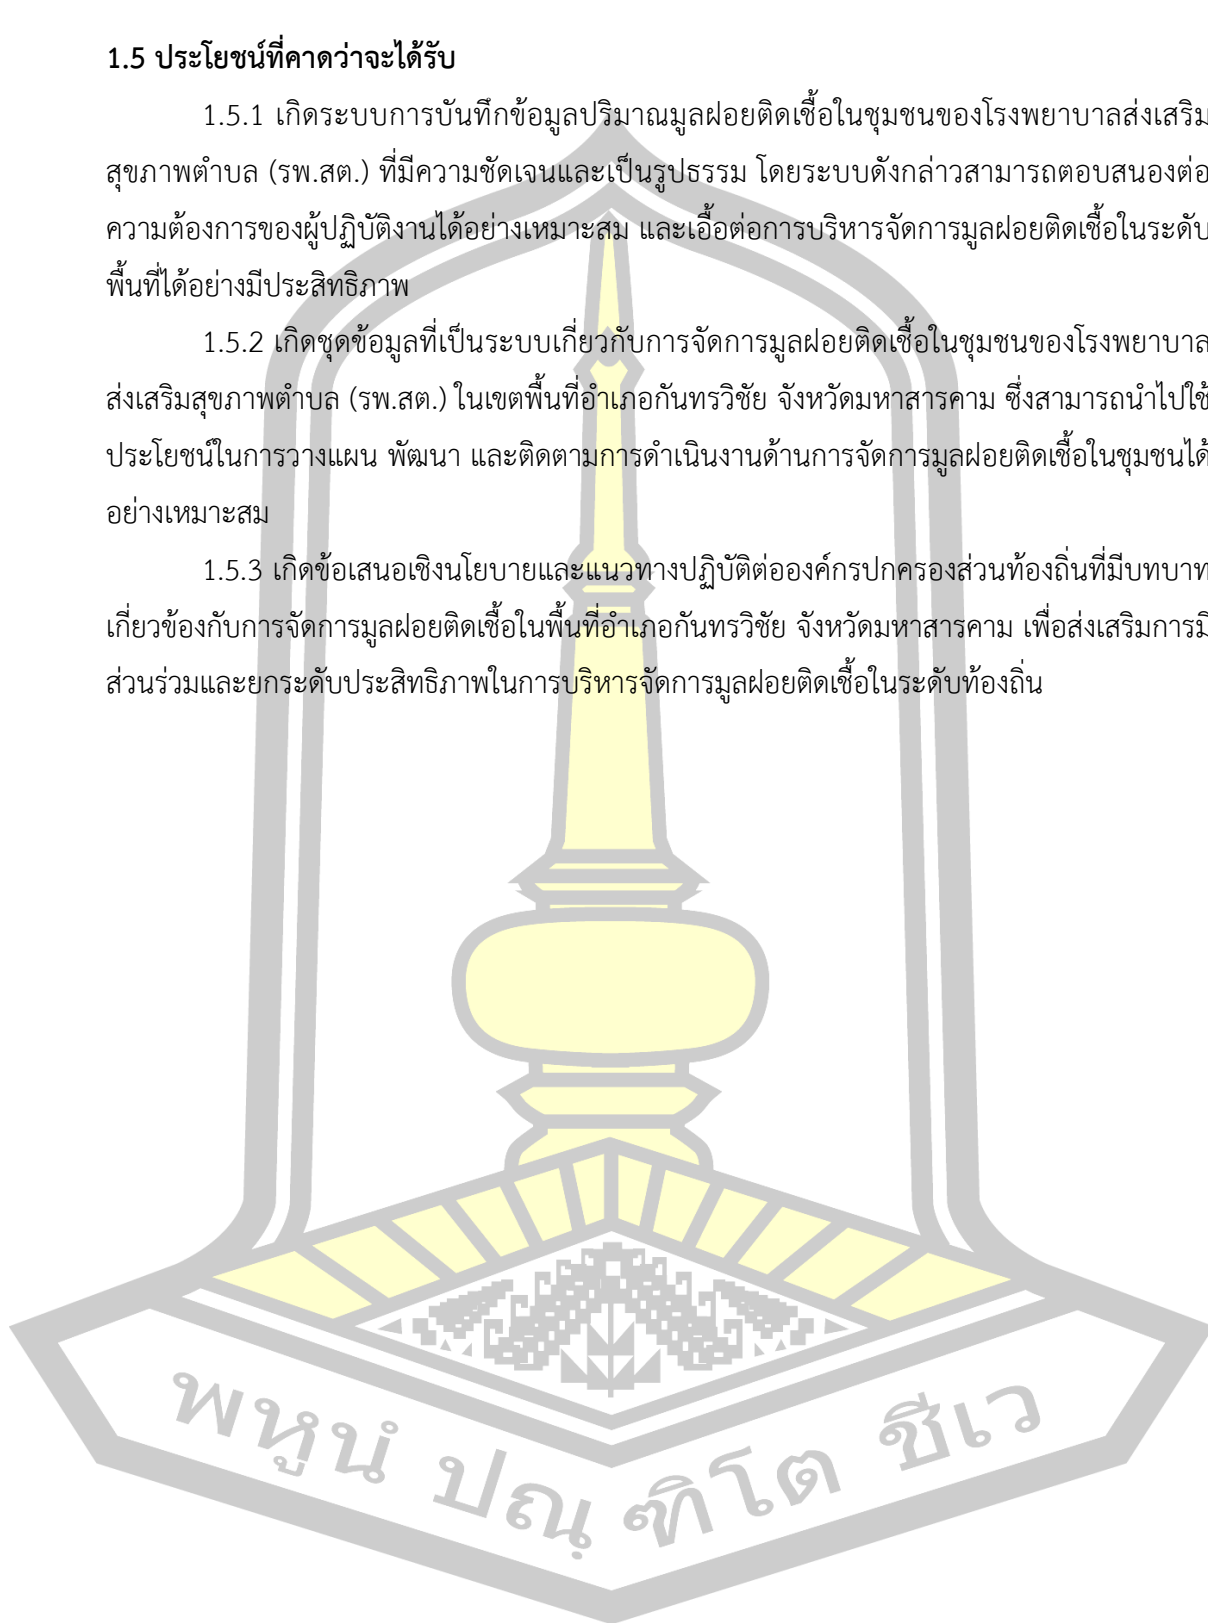 1.5 ประโยชน์ที่คาดว่าจะได้รับ
1.5.1 เกิดระบบการบันทึกข้อมูลปริมาณมูลฝอยติดเชื้อในชุมชนของโรงพยาบาลส่งเสริม
สุขภาพตำบล (รพ.สต.) ที่มีความชัดเจนและเป็นรูปธรรม โดยระบบดังกล่าวสามารถตอบสนองต่อ
ความต้องการของผู้ปฏิบัติงานได้อย่างเหมาะสม และเอื้อต่อการบริหารจัดการมูลฝอยติดเชื้อในระดับ
พื้นที่ได้อย่างมีประสิทธิภาพ
1.5.2 เกิดชุดข้อมูลที่เป็นระบบเกี่ยวกับการจัดการมูลฝอยติดเชื้อในชุมชนของโรงพยาบาล
ส่งเสริมสุขภาพตำบล (รพ.สต.) ในเขตพื้นที่อำเภอกันทรวิชัย จังหวัดมหาสารคาม ซึ่งสามารถนำไปใช้
ประโยชน์ในการวางแผน พัฒนา และติดตามการดำเนินงานด้านการจัดการมูลฝอยติดเชื้อในชุมชนได้
อย่างเหมาะสม
1.5.3 เกิดข้อเสนอเชิงนโยบายและแนวทางปฏิบัติต่อองค์กรปกครองส่วนท้องถิ่นที่มีบทบาท
เกี่ยวข้องกับการจัดการมูลฝอยติดเชื้อในพื้นที่อำเภอกันทรวิชัย จังหวัดมหาสารคาม เพื่อส่งเสริมการมี
ส่วนร่วมและยกระดับประสิทธิภาพในการบริหารจัดการมูลฝอยติดเชื้อในระดับท้องถิ่น
พหูนํ ปณฺ ฑิโต ชีเว